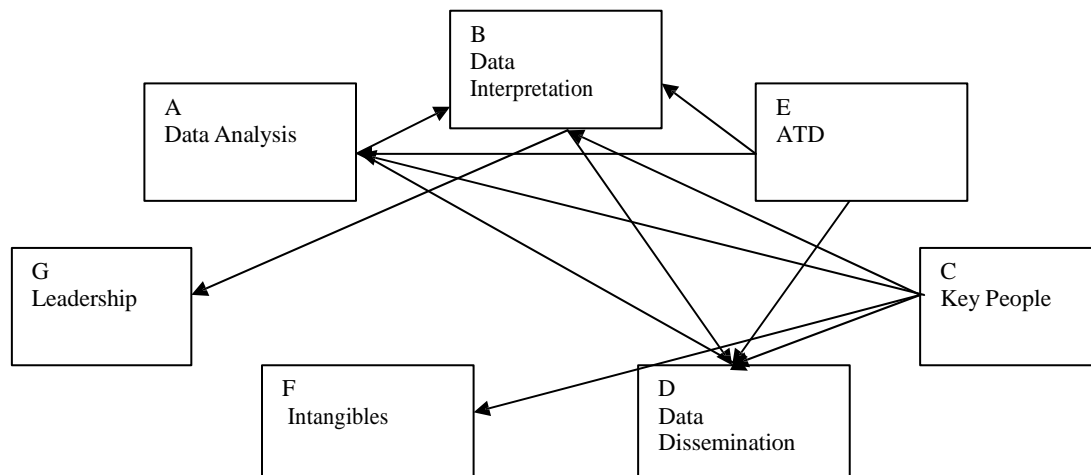 B
Data
Interpretation
A
Data Analysis
E
ATD
G
Leadership
C
Key People
F
Intangibles
D
Data
Dissemination